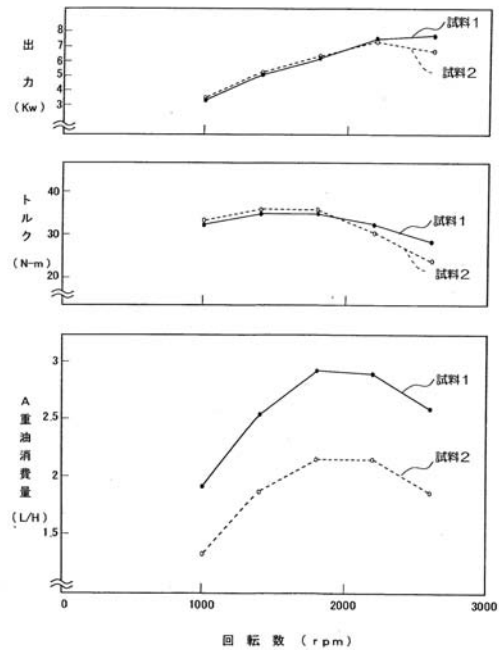 出力
(Kw)
8
7
6
5
4
3
試料1
試料2
トルク
(N-m)
40
30
20
試料1
試料2
A重油消費量
(L/H)
3
2.5
2
1.5
試料1
試料2
0
1000
2000
3000
回転数 (rpm)